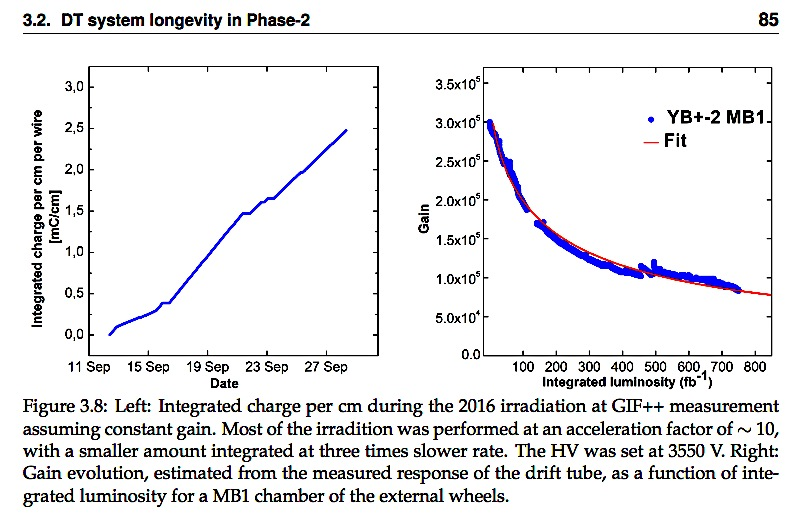 3.2. DT system longevity in Phase-2 85
Integrated charge per cm per wire
[mC/cm]
3,0
2,5
2,0
1,5
1,0
0,5
0,0
11 Sep 15 Sep 19 Sep 23 Sep 27 Sep
Date
Gain
3.5x10⁵
3.0x10⁵
2.5x10⁵
2.0x10⁵
1.5x10⁵
1.0x10⁵
5.0x10⁴
0.0
YB+-2 MB1
Fit
100 200 300 400 500 600 700 800
Integrated luminosity (fb⁻¹)
Figure 3.8: Left: Integrated charge per cm during the 2016 irradiation at GIF++ measurement
assuming constant gain. Most of the irradition was performed at an acceleration factor of ∼ 10,
with a smaller amount integrated at three times slower rate. The HV was set at 3550 V. Right:
Gain evolution, estimated from the measured response of the drift tube, as a function of inte-
grated luminosity for a MB1 chamber of the external wheels.